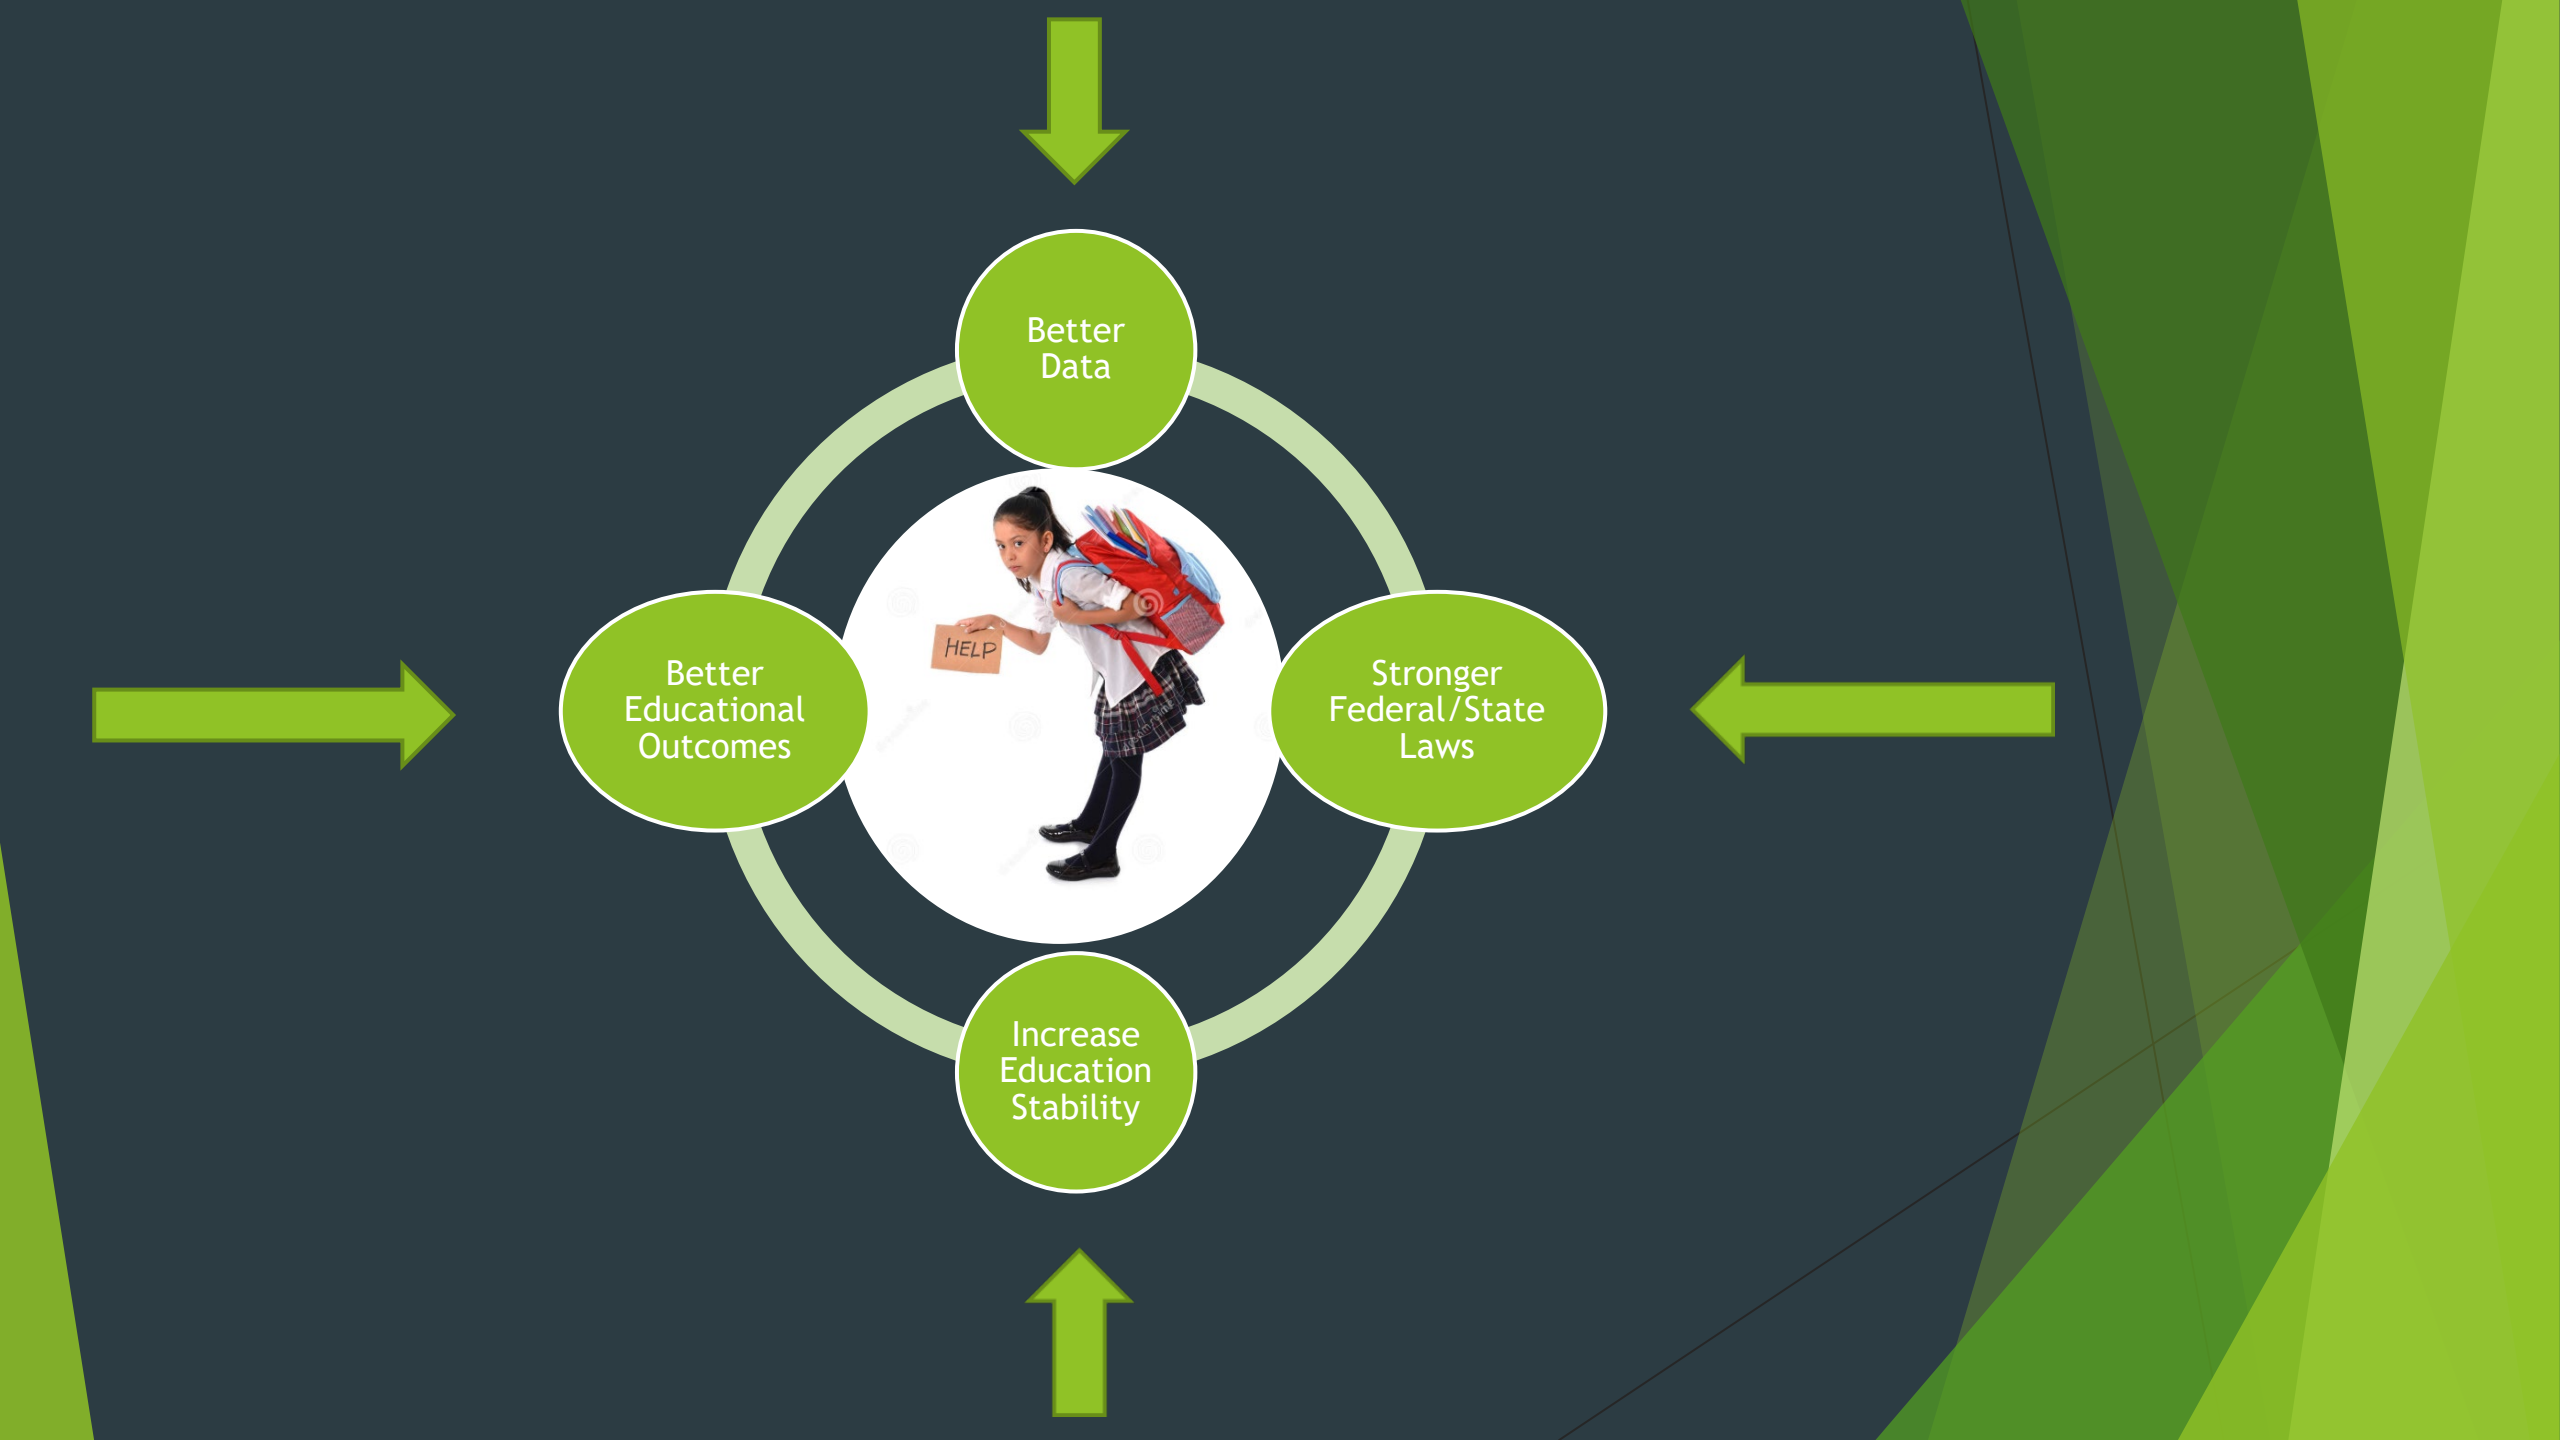 Better
Data
HELP
Better
Educational
Outcomes
Stronger
Federal/State
Laws
Increase
Education
Stability